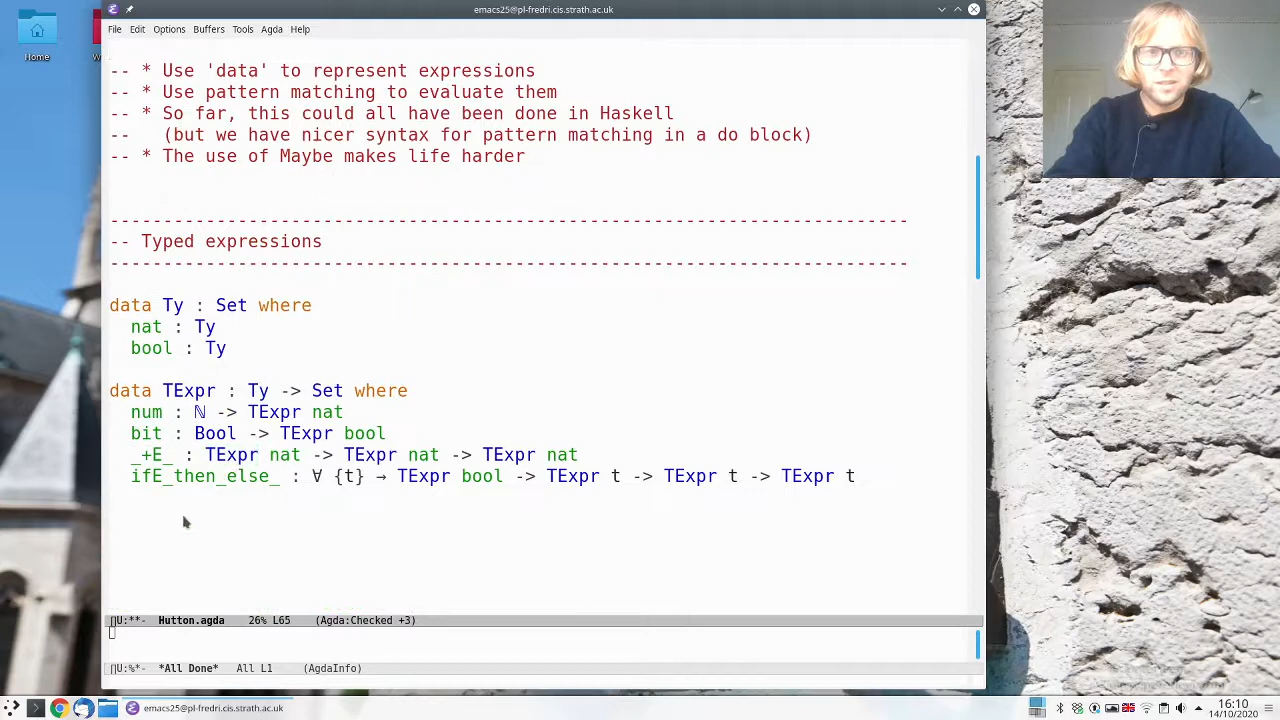 emacs25@pl-fredri.cis.strath.ac.uk
File Edit Options Buffers Tools Agda Help
Home
-- * Use 'data' to represent expressions
-- * Use pattern matching to evaluate them
-- * So far, this could all have been done in Haskell
--   (but we have nicer syntax for pattern matching in a do block)
-- * The use of Maybe makes life harder
---------------------------------------------------------------------------
-- Typed expressions
---------------------------------------------------------------------------
data Ty : Set where
  nat : Ty
  bool : Ty
data TExpr : Ty -> Set where
  num : ℕ -> TExpr nat
  bit : Bool -> TExpr bool
  _+E_ : TExpr nat -> TExpr nat -> TExpr nat
  ifE_then_else_ : ∀ {t} → TExpr bool -> TExpr t -> TExpr t -> TExpr t
U:**- Hutton.agda 26% L65 (Agda:Checked +3)
U:%*- *All Done* All L1 (AgdaInfo)
emacs25@pl-fredri.cis.strath.ac.uk
16:10
14/10/2020